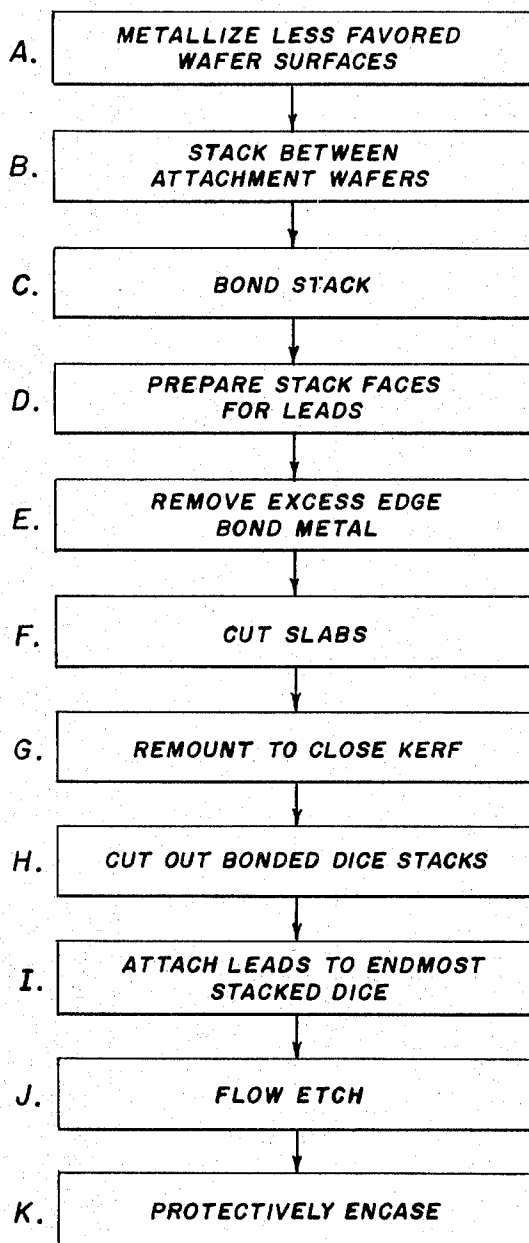 A. METALLIZE LESS FAVORED
WAFER SURFACES
B. STACK BETWEEN
ATTACHMENT WAFERS
C. BOND STACK
D. PREPARE STACK FACES
FOR LEADS
E. REMOVE EXCESS EDGE
BOND METAL
F. CUT SLABS
G. REMOUNT TO CLOSE KERF
H. CUT OUT BONDED DICE STACKS
I. ATTACH LEADS TO ENDMOST
STACKED DICE
J. FLOW ETCH
K. PROTECTIVELY ENCASE